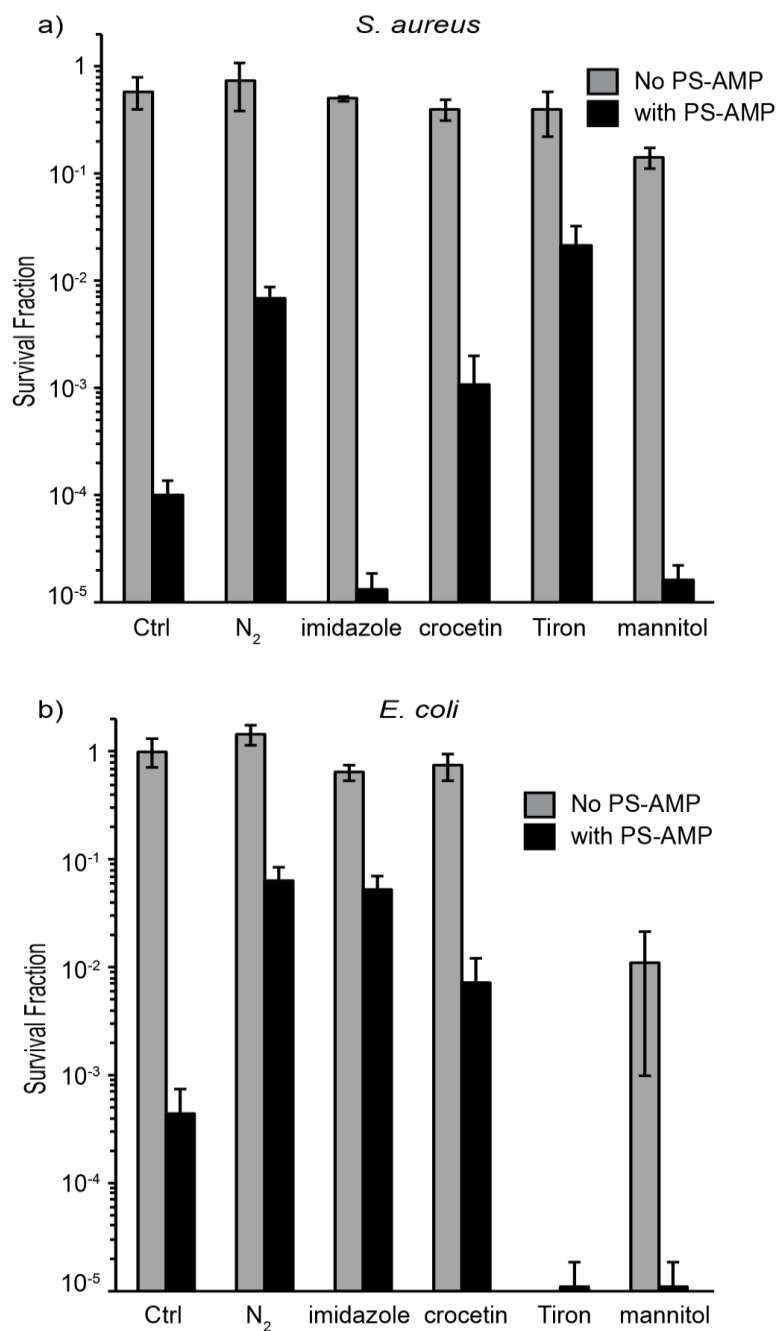 a) S. aureus
No PS-AMP
with PS-AMP
Survival Fraction
1
10⁻¹
10⁻²
10⁻³
10⁻⁴
10⁻⁵
Ctrl N₂ imidazole crocetin Tiron mannitol
b) E. coli
No PS-AMP
with PS-AMP
Survival Fraction
1
10⁻¹
10⁻²
10⁻³
10⁻⁴
10⁻⁵
Ctrl N₂ imidazole crocetin Tiron mannitol